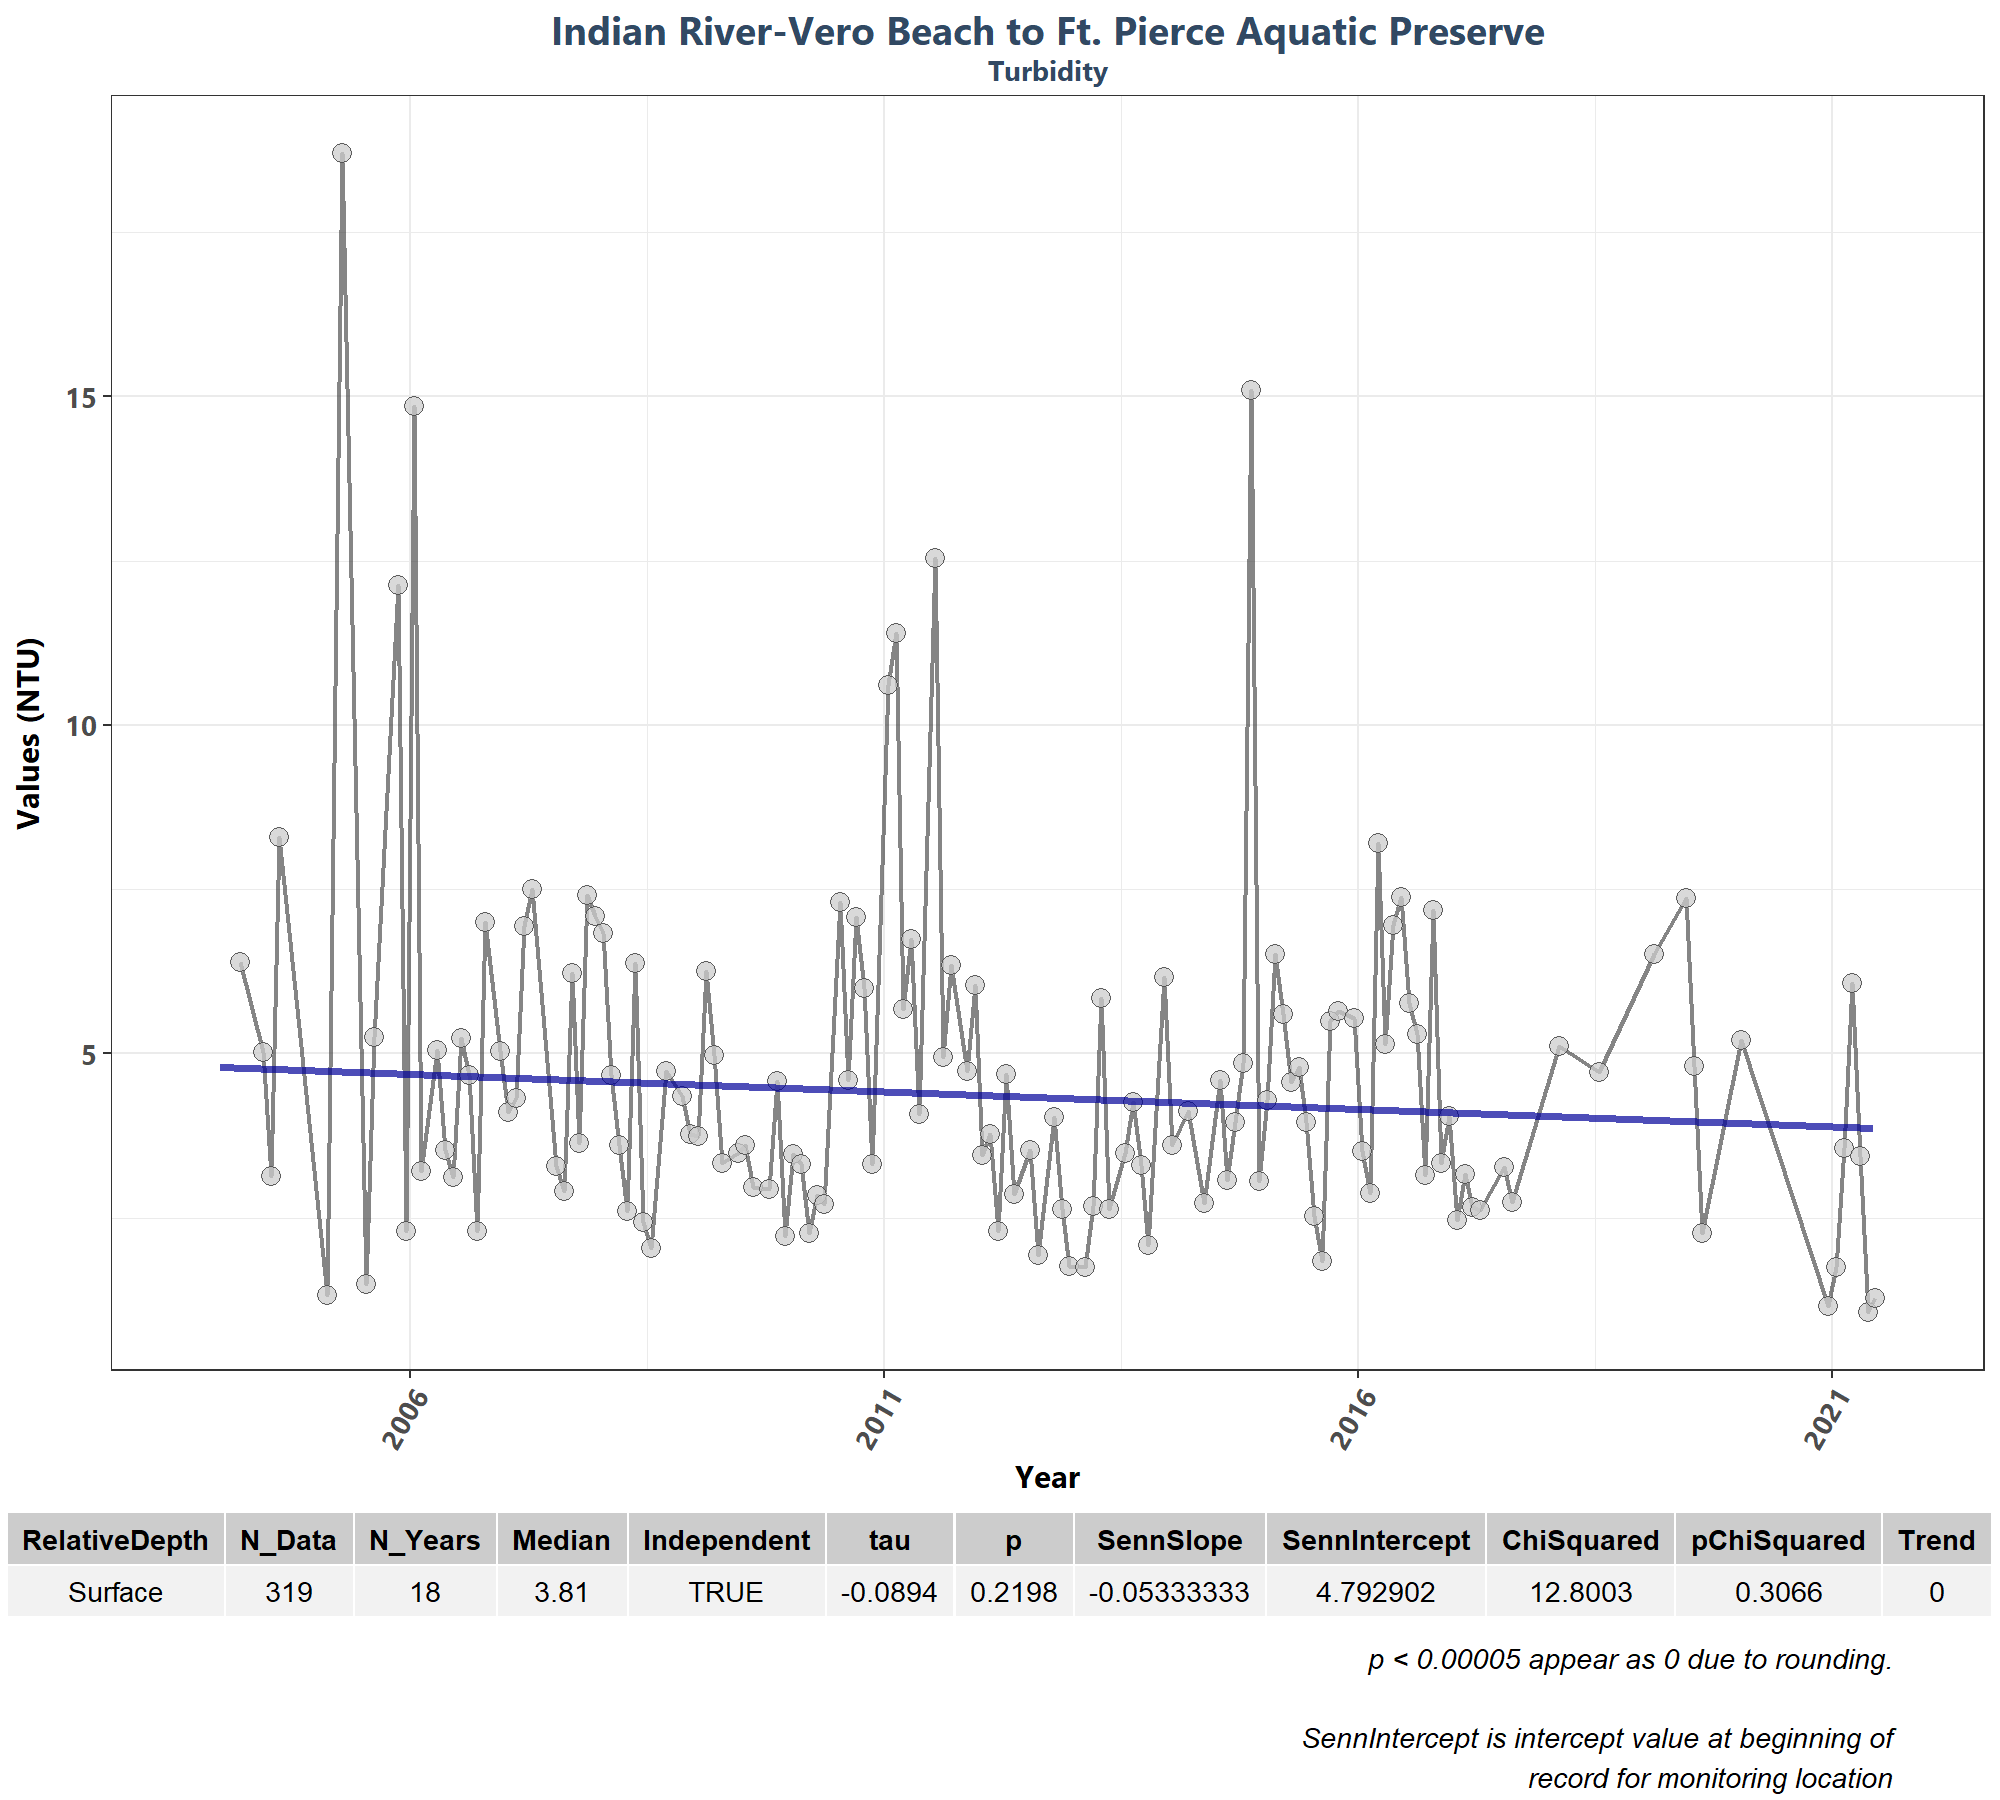 Indian River-Vero Beach to Ft. Pierce Aquatic Preserve
Turbidity
Values (NTU)
15
10
5
2006 2011 2016 2021
Year
RelativeDepth N_Data N_Years Median Independent tau p SennSlope SennIntercept ChiSquared pChiSquared Trend
Surface 319 18 3.81 TRUE -0.0894 0.2198 -0.05333333 4.792902 12.8003 0.3066 0
p < 0.00005 appear as 0 due to rounding.
SennIntercept is intercept value at beginning of
record for monitoring location